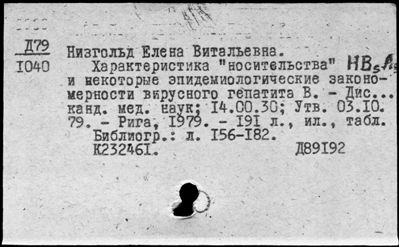 Д79
1040
Низгольд Елена Витальевна.
Характеристика "носительства" HBsA
и некоторые эпидемиологические законо-
мерности вирусного гепатита В. - Дис...
канд. мед. наук; 14.00.30; Утв. 03.10.
79. - Рига, 1979. - 191 л., ил., табл.
Библиогр.: л. 156-182.
К232461. Д89192